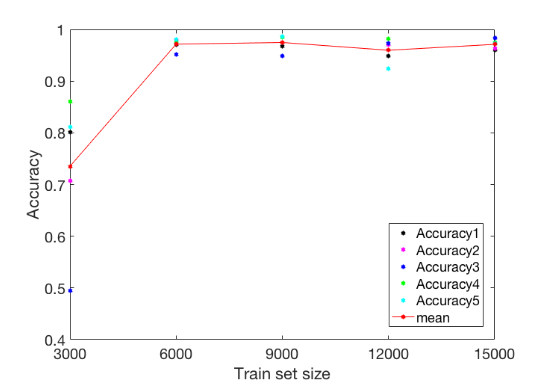 1
0.9
0.8
0.7
0.6
0.5
0.4
Accuracy
3000 6000 9000 12000 15000
Train set size
Accuracy1
Accuracy2
Accuracy3
Accuracy4
Accuracy5
mean